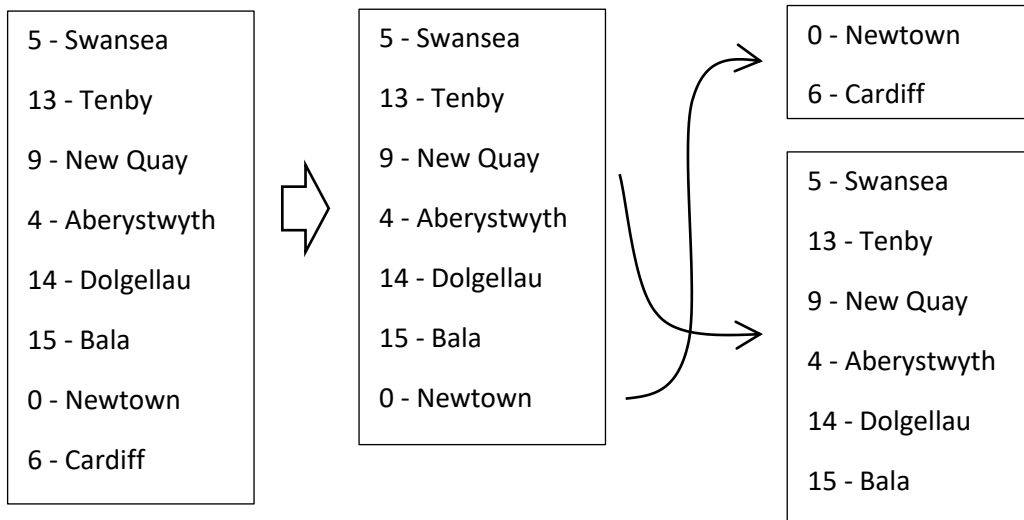 5 - Swansea
13 - Tenby
9 - New Quay
4 - Aberystwyth
14 - Dolgellau
15 - Bala
0 - Newtown
6 - Cardiff
5 - Swansea
13 - Tenby
9 - New Quay
4 - Aberystwyth
14 - Dolgellau
15 - Bala
0 - Newtown
0 - Newtown
6 - Cardiff
5 - Swansea
13 - Tenby
9 - New Quay
4 - Aberystwyth
14 - Dolgellau
15 - Bala